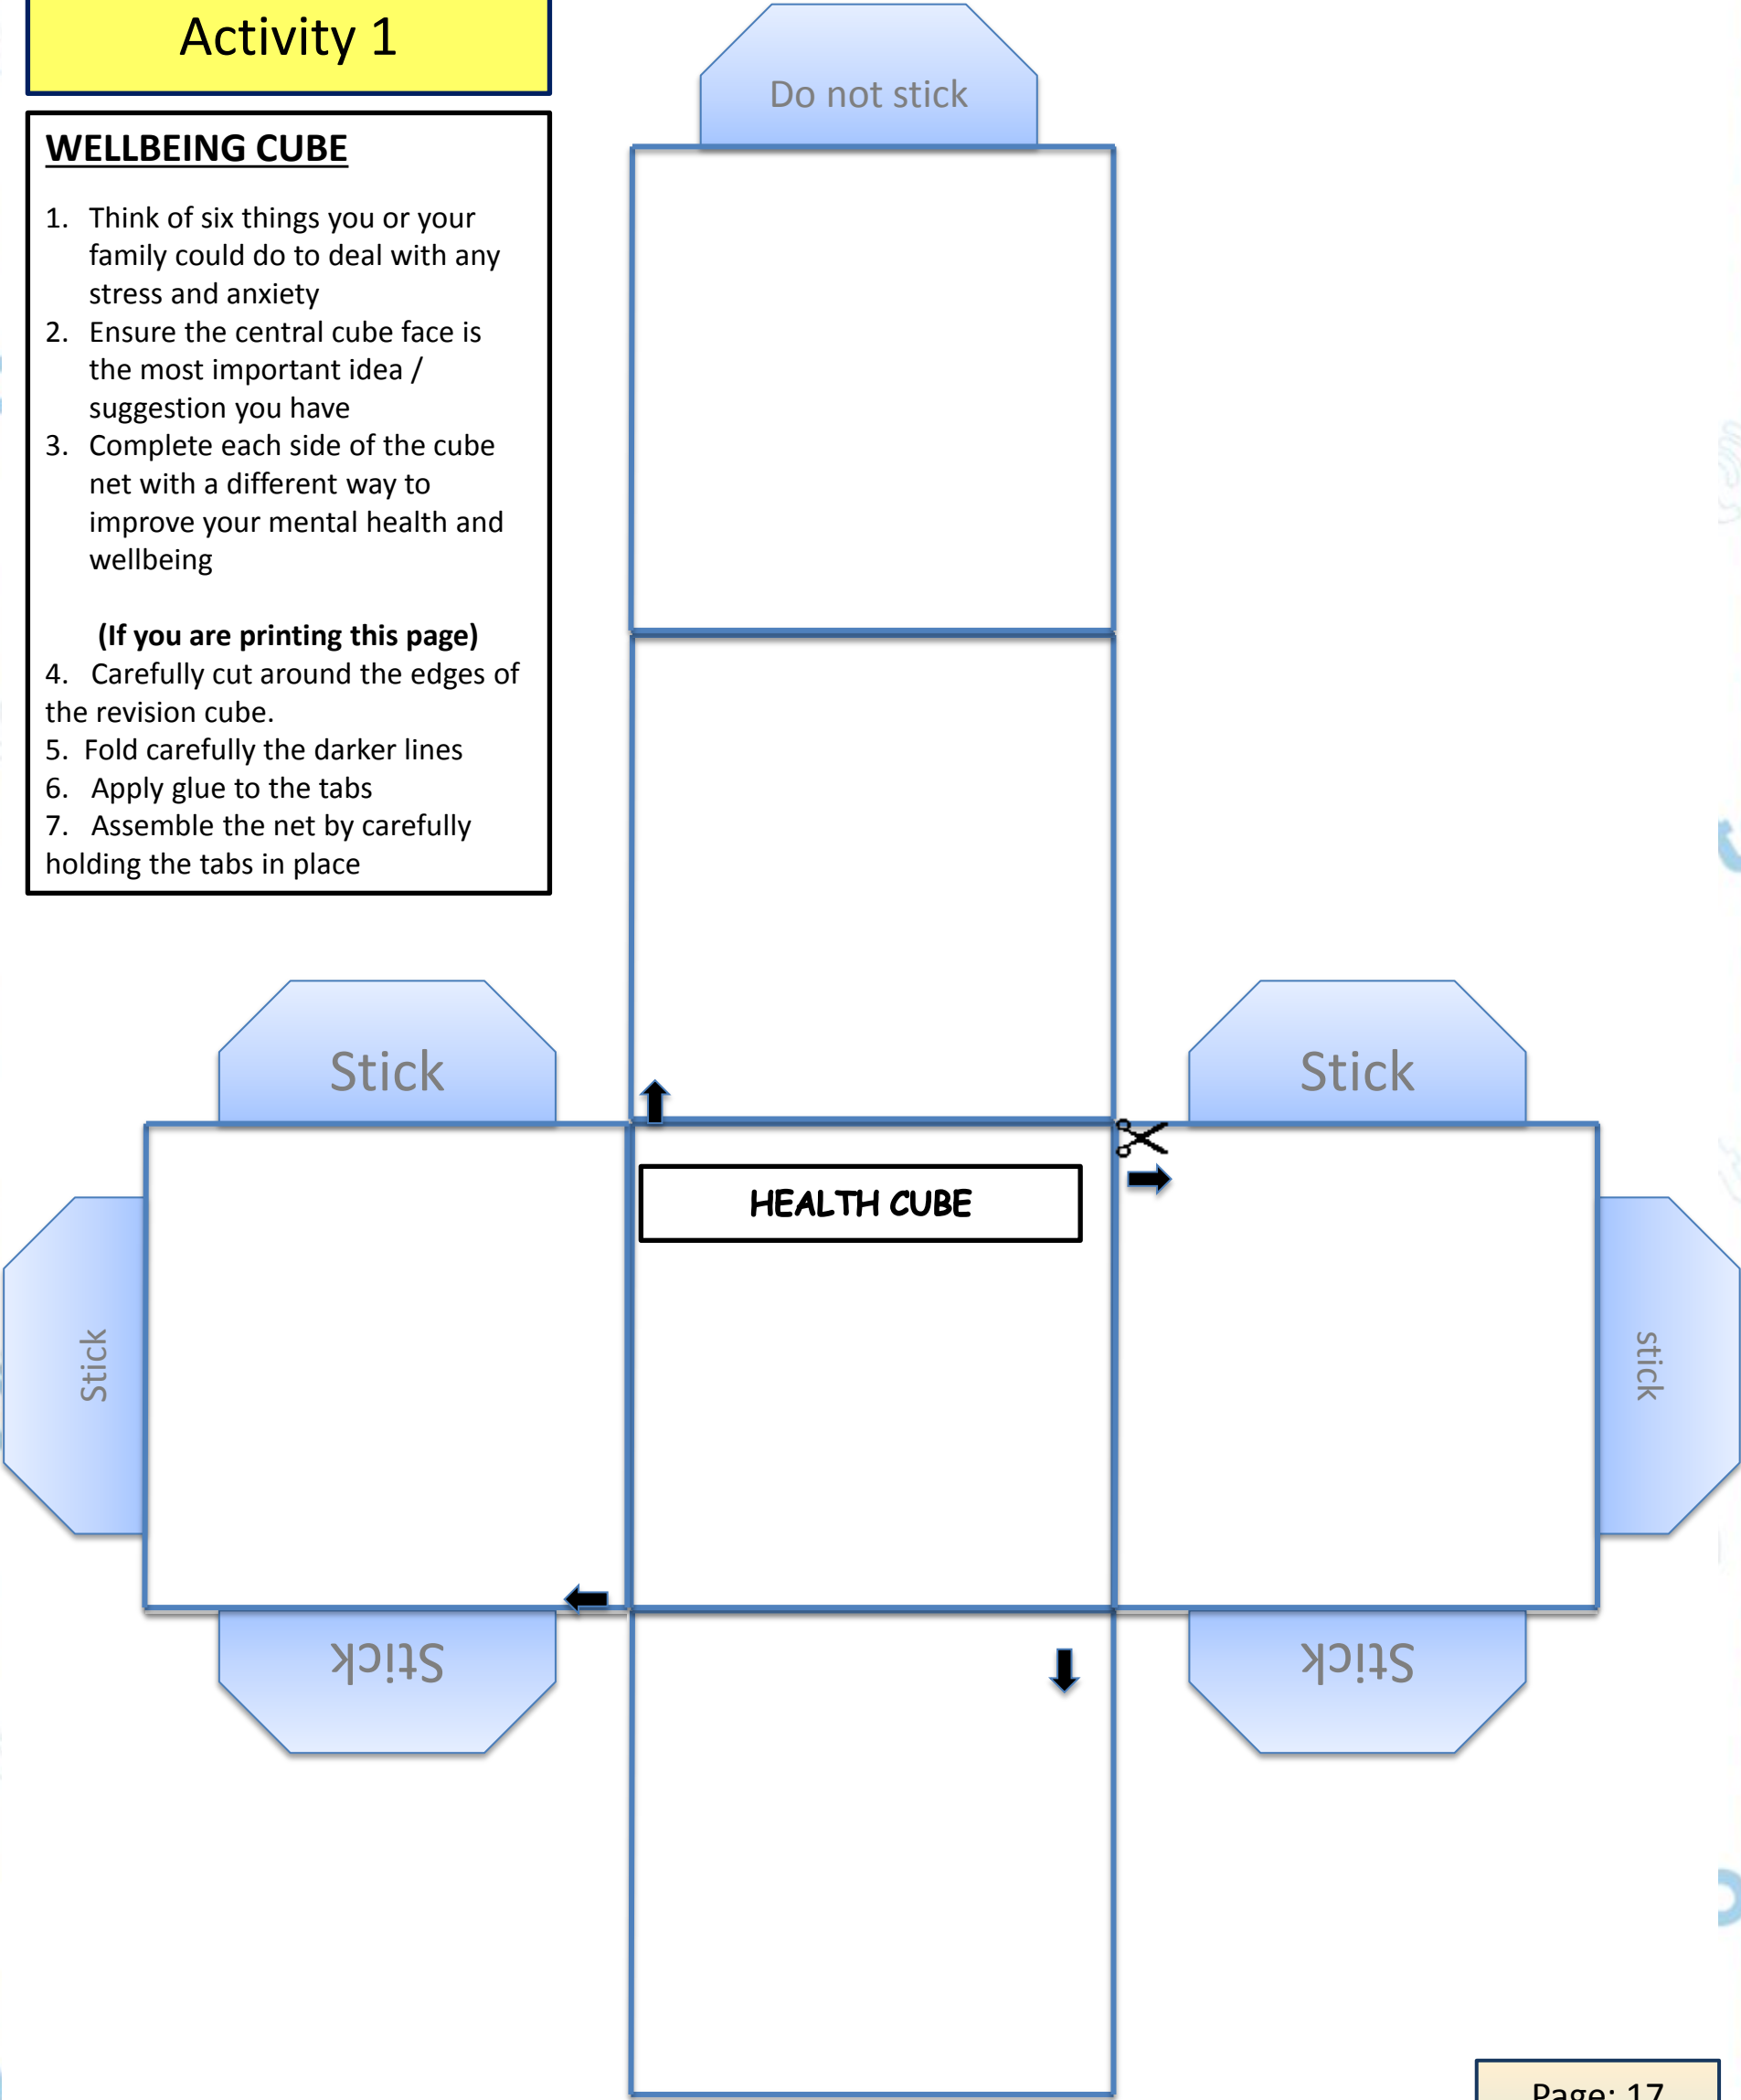 Activity 1
WELLBEING CUBE
1. Think of six things you or your
family could do to deal with any
stress and anxiety
2. Ensure the central cube face is
the most important idea /
suggestion you have
3. Complete each side of the cube
net with a different way to
improve your mental health and
wellbeing
(If you are printing this page)
4. Carefully cut around the edges of
the revision cube.
5. Fold carefully the darker lines
6. Apply glue to the tabs
7. Assemble the net by carefully
holding the tabs in place
Do not stick
Stick
Stick
HEALTH CUBE
Stick
stick
Stick
Stick
Page: 17